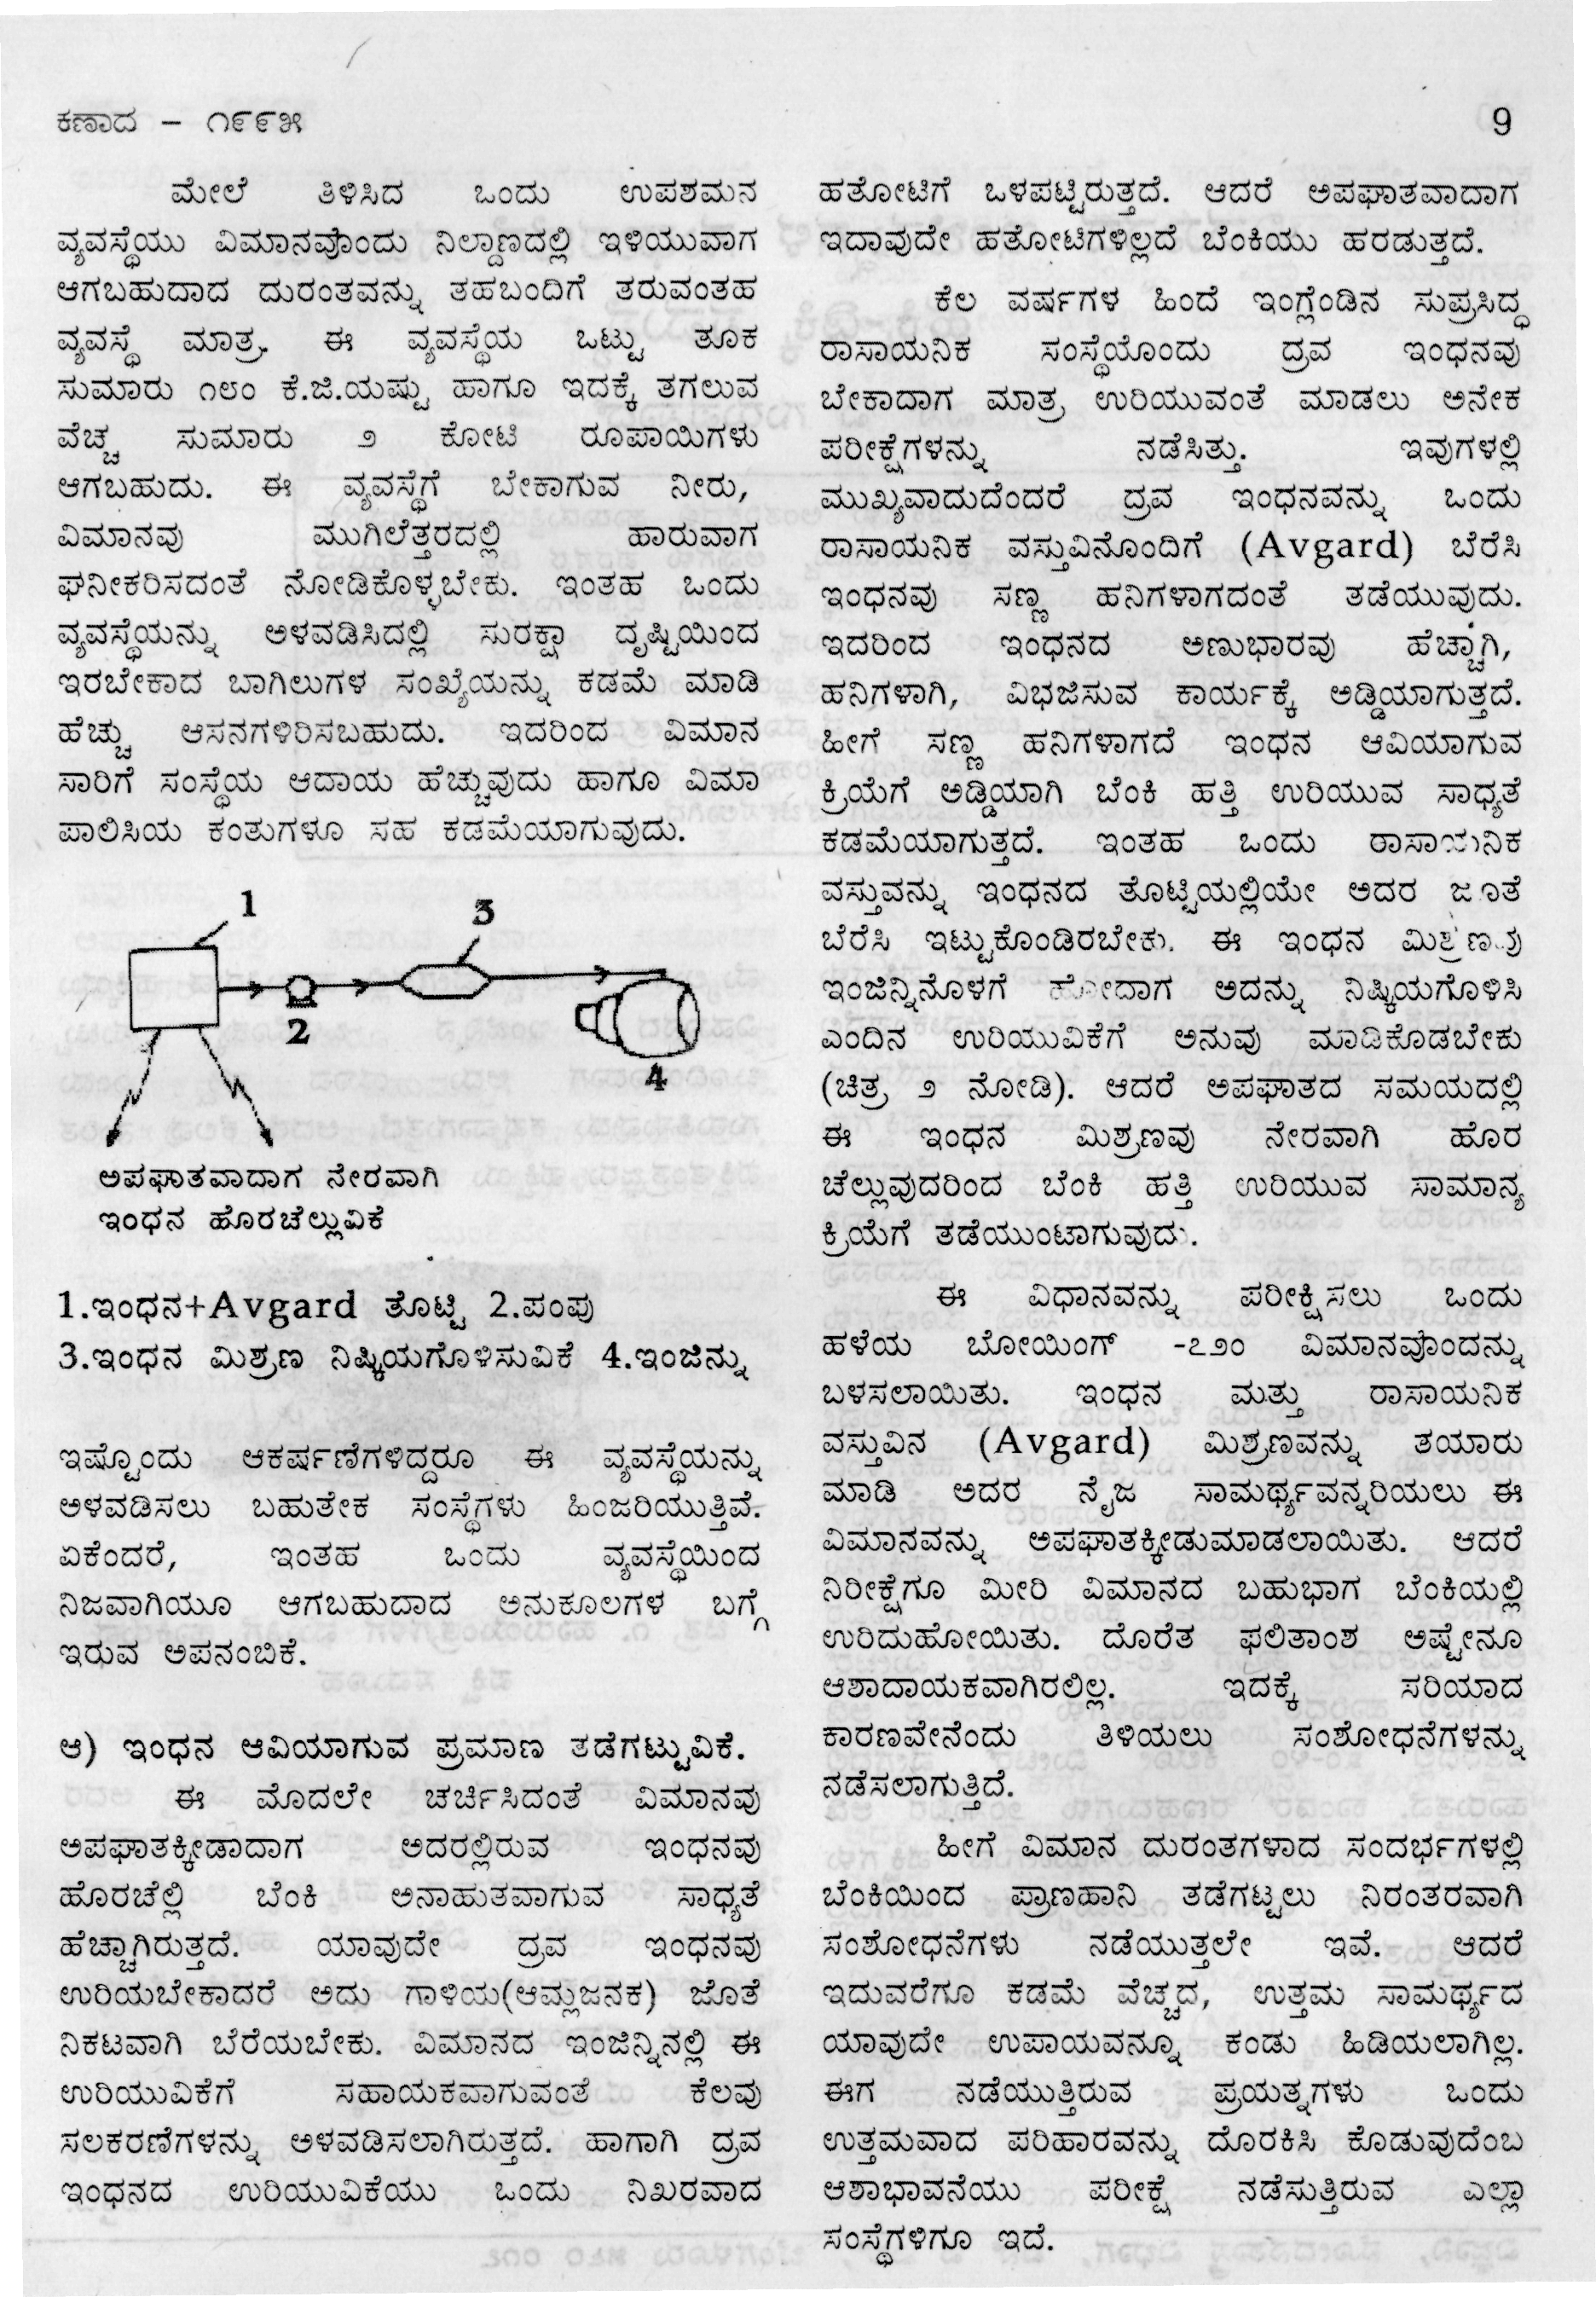 ಕಣಾದ – ೧೯೯೫
9
ಮೇಲೆ ತಿಳಿಸಿದ ಒಂದು ಉಪಶಮನ
ವ್ಯವಸ್ಥೆಯು ವಿಮಾನವೊಂದು ನಿಲ್ದಾಣದಲ್ಲಿ ಇಳಿಯುವಾಗ
ಆಗಬಹುದಾದ ದುರಂತವನ್ನು ತಹಬಂದಿಗೆ ತರುವಂತಹ
ವ್ಯವಸ್ಥೆ ಮಾತ್ರ. ಈ ವ್ಯವಸ್ಥೆಯ ಒಟ್ಟು ತೂಕ
ಸುಮಾರು ೧೮೦ ಕೆ.ಜಿ.ಯಷ್ಟು ಹಾಗೂ ಇದಕ್ಕೆ ತಗಲುವ
ವೆಚ್ಚ ಸುಮಾರು ೨ ಕೋಟಿ ರೂಪಾಯಿಗಳು
ಆಗಬಹುದು. ಈ ವ್ಯವಸ್ಥೆಗೆ ಬೇಕಾಗುವ ನೀರು,
ವಿಮಾನವು ಮುಗಿಲೆತ್ತರದಲ್ಲಿ ಹಾರುವಾಗ
ಘನೀಕರಿಸದಂತೆ ನೋಡಿಕೊಳ್ಳಬೇಕು. ಇಂತಹ ಒಂದು
ವ್ಯವಸ್ಥೆಯನ್ನು ಅಳವಡಿಸಿದಲ್ಲಿ ಸುರಕ್ಷಾ ದೃಷ್ಟಿಯಿಂದ
ಇರಬೇಕಾದ ಬಾಗಿಲುಗಳ ಸಂಖ್ಯೆಯನ್ನು ಕಡಮೆ ಮಾಡಿ
ಹೆಚ್ಚು ಆಸನಗಳಿರಿಸಬಹುದು. ಇದರಿಂದ ವಿಮಾನ
ಸಾರಿಗೆ ಸಂಸ್ಥೆಯ ಆದಾಯ ಹೆಚ್ಚುವುದು ಹಾಗೂ ವಿಮಾ
ಪಾಲಿಸಿಯ ಕಂತುಗಳೂ ಸಹ ಕಡಮೆಯಾಗುವುದು.
1
3
2
4
ಅಪಘಾತವಾದಾಗ ನೇರವಾಗಿ
ಇಂಧನ ಹೊರಚೆಲ್ಲುವಿಕೆ
1.ಇಂಧನ+Avgard ತೊಟ್ಟಿ 2.ಪಂಪು
3.ಇಂಧನ ಮಿಶ್ರಣ ನಿಷ್ಕ್ರಿಯಗೊಳಿಸುವಿಕೆ 4.ಇಂಜಿನ್ನು
ಇಷ್ಟೊಂದು ಆಕರ್ಷಣೆಗಳಿದ್ದರೂ ಈ ವ್ಯವಸ್ಥೆಯನ್ನು
ಅಳವಡಿಸಲು ಬಹುತೇಕ ಸಂಸ್ಥೆಗಳು ಹಿಂಜರಿಯುತ್ತಿವೆ.
ಏಕೆಂದರೆ, ಇಂತಹ ಒಂದು ವ್ಯವಸ್ಥೆಯಿಂದ
ನಿಜವಾಗಿಯೂ ಆಗಬಹುದಾದ ಅನುಕೂಲಗಳ ಬಗ್ಗೆ
ಇರುವ ಅಪನಂಬಿಕೆ.
ಆ) ಇಂಧನ ಆವಿಯಾಗುವ ಪ್ರಮಾಣ ತಡೆಗಟ್ಟುವಿಕೆ.
ಈ ಮೊದಲೇ ಚರ್ಚಿಸಿದಂತೆ ವಿಮಾನವು
ಅಪಘಾತಕ್ಕೀಡಾದಾಗ ಅದರಲ್ಲಿರುವ ಇಂಧನವು
ಹೊರಚೆಲ್ಲಿ ಬೆಂಕಿ ಅನಾಹುತವಾಗುವ ಸಾಧ್ಯತೆ
ಹೆಚ್ಚಾಗಿರುತ್ತದೆ. ಯಾವುದೇ ದ್ರವ ಇಂಧನವು
ಉರಿಯಬೇಕಾದರೆ ಅದು ಗಾಳಿಯ(ಆಮ್ಲಜನಕ) ಜೊತೆ
ನಿಕಟವಾಗಿ ಬೆರೆಯಬೇಕು. ವಿಮಾನದ ಇಂಜಿನ್ನಿನಲ್ಲಿ ಈ
ಉರಿಯುವಿಕೆಗೆ ಸಹಾಯಕವಾಗುವಂತೆ ಕೆಲವು
ಸಲಕರಣೆಗಳನ್ನು ಅಳವಡಿಸಲಾಗಿರುತ್ತದೆ. ಹಾಗಾಗಿ ದ್ರವ
ಇಂಧನದ ಉರಿಯುವಿಕೆಯು ಒಂದು ನಿಖರವಾದ
ಹತೋಟಿಗೆ ಒಳಪಟ್ಟಿರುತ್ತದೆ. ಆದರೆ ಅಪಘಾತವಾದಾಗ
ಇದಾವುದೇ ಹತೋಟಿಗಳಿಲ್ಲದೆ ಬೆಂಕಿಯು ಹರಡುತ್ತದೆ.
ಕೆಲ ವರ್ಷಗಳ ಹಿಂದೆ ಇಂಗ್ಲೆಂಡಿನ ಸುಪ್ರಸಿದ್ಧ
ರಾಸಾಯನಿಕ ಸಂಸ್ಥೆಯೊಂದು ದ್ರವ ಇಂಧನವು
ಬೇಕಾದಾಗ ಮಾತ್ರ ಉರಿಯುವಂತೆ ಮಾಡಲು ಅನೇಕ
ಪರೀಕ್ಷೆಗಳನ್ನು ನಡೆಸಿತ್ತು. ಇವುಗಳಲ್ಲಿ
ಮುಖ್ಯವಾದುದೆಂದರೆ ದ್ರವ ಇಂಧನವನ್ನು ಒಂದು
ರಾಸಾಯನಿಕ ವಸ್ತುವಿನೊಂದಿಗೆ (Avgard) ಬೆರೆಸಿ
ಇಂಧನವು ಸಣ್ಣ ಹನಿಗಳಾಗದಂತೆ ತಡೆಯುವುದು.
ಇದರಿಂದ ಇಂಧನದ ಅಣುಭಾರವು ಹೆಚ್ಚಾಗಿ,
ಹನಿಗಳಾಗಿ, ವಿಭಜಿಸುವ ಕಾರ್ಯಕ್ಕೆ ಅಡ್ಡಿಯಾಗುತ್ತದೆ.
ಹೀಗೆ ಸಣ್ಣ ಹನಿಗಳಾಗದೆ ಇಂಧನ ಆವಿಯಾಗುವ
ಕ್ರಿಯೆಗೆ ಅಡ್ಡಿಯಾಗಿ ಬೆಂಕಿ ಹತ್ತಿ ಉರಿಯುವ ಸಾಧ್ಯತೆ
ಕಡಮೆಯಾಗುತ್ತದೆ. ಇಂತಹ ಒಂದು ರಾಸಾಯನಿಕ
ವಸ್ತುವನ್ನು ಇಂಧನದ ತೊಟ್ಟಿಯಲ್ಲಿಯೇ ಅದರ ಜೊತೆ
ಬೆರೆಸಿ ಇಟ್ಟುಕೊಂಡಿರಬೇಕು. ಈ ಇಂಧನ ಮಿಶ್ರಣವು
ಇಂಜಿನ್ನಿನೊಳಗೆ ಹೋದಾಗ ಅದನ್ನು ನಿಷ್ಕ್ರಿಯಗೊಳಿಸಿ
ಎಂದಿನ ಉರಿಯುವಿಕೆಗೆ ಅನುವು ಮಾಡಿಕೊಡಬೇಕು
(ಚಿತ್ರ ೨ ನೋಡಿ). ಆದರೆ ಅಪಘಾತದ ಸಮಯದಲ್ಲಿ
ಈ ಇಂಧನ ಮಿಶ್ರಣವು ನೇರವಾಗಿ ಹೊರ
ಚೆಲ್ಲುವುದರಿಂದ ಬೆಂಕಿ ಹತ್ತಿ ಉರಿಯುವ ಸಾಮಾನ್ಯ
ಕ್ರಿಯೆಗೆ ತಡೆಯುಂಟಾಗುವುದು.
ಈ ವಿಧಾನವನ್ನು ಪರೀಕ್ಷಿಸಲು ಒಂದು
ಹಳೆಯ ಬೋಯಿಂಗ್ -೭೨೦ ವಿಮಾನವೊಂದನ್ನು
ಬಳಸಲಾಯಿತು. ಇಂಧನ ಮತ್ತು ರಾಸಾಯನಿಕ
ವಸ್ತುವಿನ (Avgard) ಮಿಶ್ರಣವನ್ನು ತಯಾರು
ಮಾಡಿ ಅದರ ನೈಜ ಸಾಮರ್ಥ್ಯವನ್ನರಿಯಲು ಈ
ವಿಮಾನವನ್ನು ಅಪಘಾತಕ್ಕೀಡುಮಾಡಲಾಯಿತು. ಆದರೆ
ನಿರೀಕ್ಷೆಗೂ ಮೀರಿ ವಿಮಾನದ ಬಹುಭಾಗ ಬೆಂಕಿಯಲ್ಲಿ
ಉರಿದುಹೋಯಿತು. ದೊರೆತ ಫಲಿತಾಂಶ ಅಷ್ಟೇನೂ
ಆಶಾದಾಯಕವಾಗಿರಲಿಲ್ಲ. ಇದಕ್ಕೆ ಸರಿಯಾದ
ಕಾರಣವೇನೆಂದು ತಿಳಿಯಲು ಸಂಶೋಧನೆಗಳನ್ನು
ನಡೆಸಲಾಗುತ್ತಿದೆ.
ಹೀಗೆ ವಿಮಾನ ದುರಂತಗಳಾದ ಸಂದರ್ಭಗಳಲ್ಲಿ
ಬೆಂಕಿಯಿಂದ ಪ್ರಾಣಹಾನಿ ತಡೆಗಟ್ಟಲು ನಿರಂತರವಾಗಿ
ಸಂಶೋಧನೆಗಳು ನಡೆಯುತ್ತಲೇ ಇವೆ. ಆದರೆ
ಇದುವರೆಗೂ ಕಡಮೆ ವೆಚ್ಚದ, ಉತ್ತಮ ಸಾಮರ್ಥ್ಯದ
ಯಾವುದೇ ಉಪಾಯವನ್ನೂ ಕಂಡು ಹಿಡಿಯಲಾಗಿಲ್ಲ.
ಈಗ ನಡೆಯುತ್ತಿರುವ ಪ್ರಯತ್ನಗಳು ಒಂದು
ಉತ್ತಮವಾದ ಪರಿಹಾರವನ್ನು ದೊರಕಿಸಿ ಕೊಡುವುದೆಂಬ
ಆಶಾಭಾವನೆಯು ಪರೀಕ್ಷೆ ನಡೆಸುತ್ತಿರುವ ಎಲ್ಲಾ
ಸಂಸ್ಥೆಗಳಿಗೂ ಇದೆ.